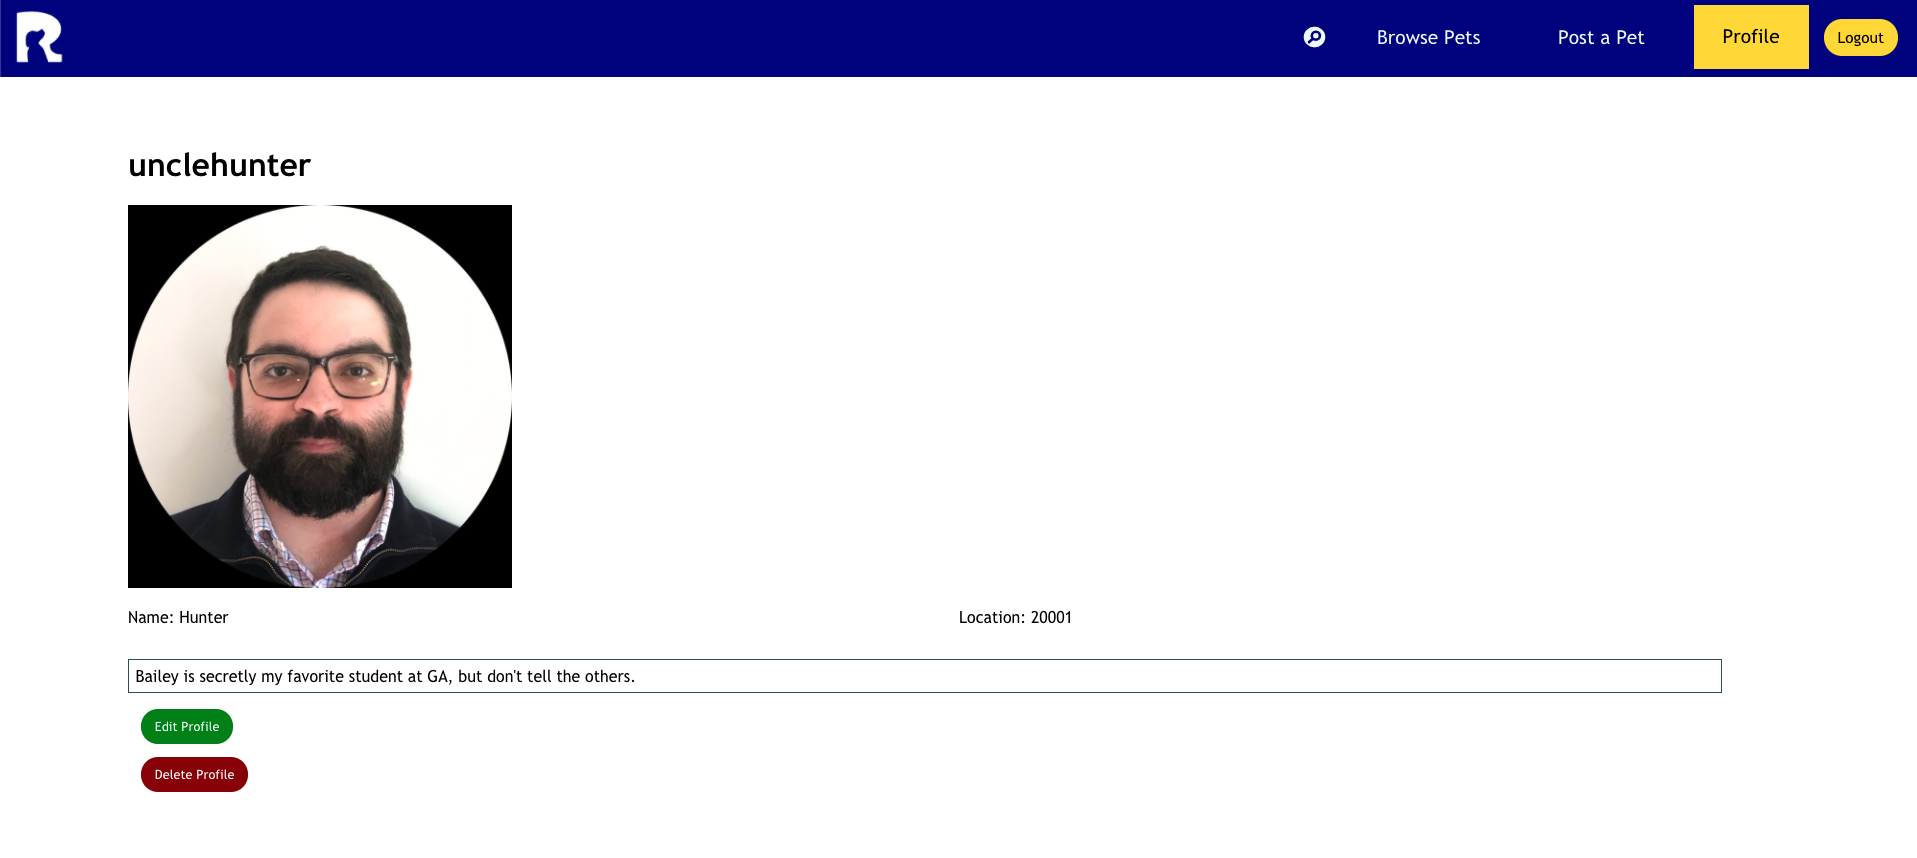 R
Browse Pets
Post a Pet
Profile
Logout
unclehunter
Name: Hunter
Location: 20001
Bailey is secretly my favorite student at GA, but don't tell the others.
Edit Profile
Delete Profile